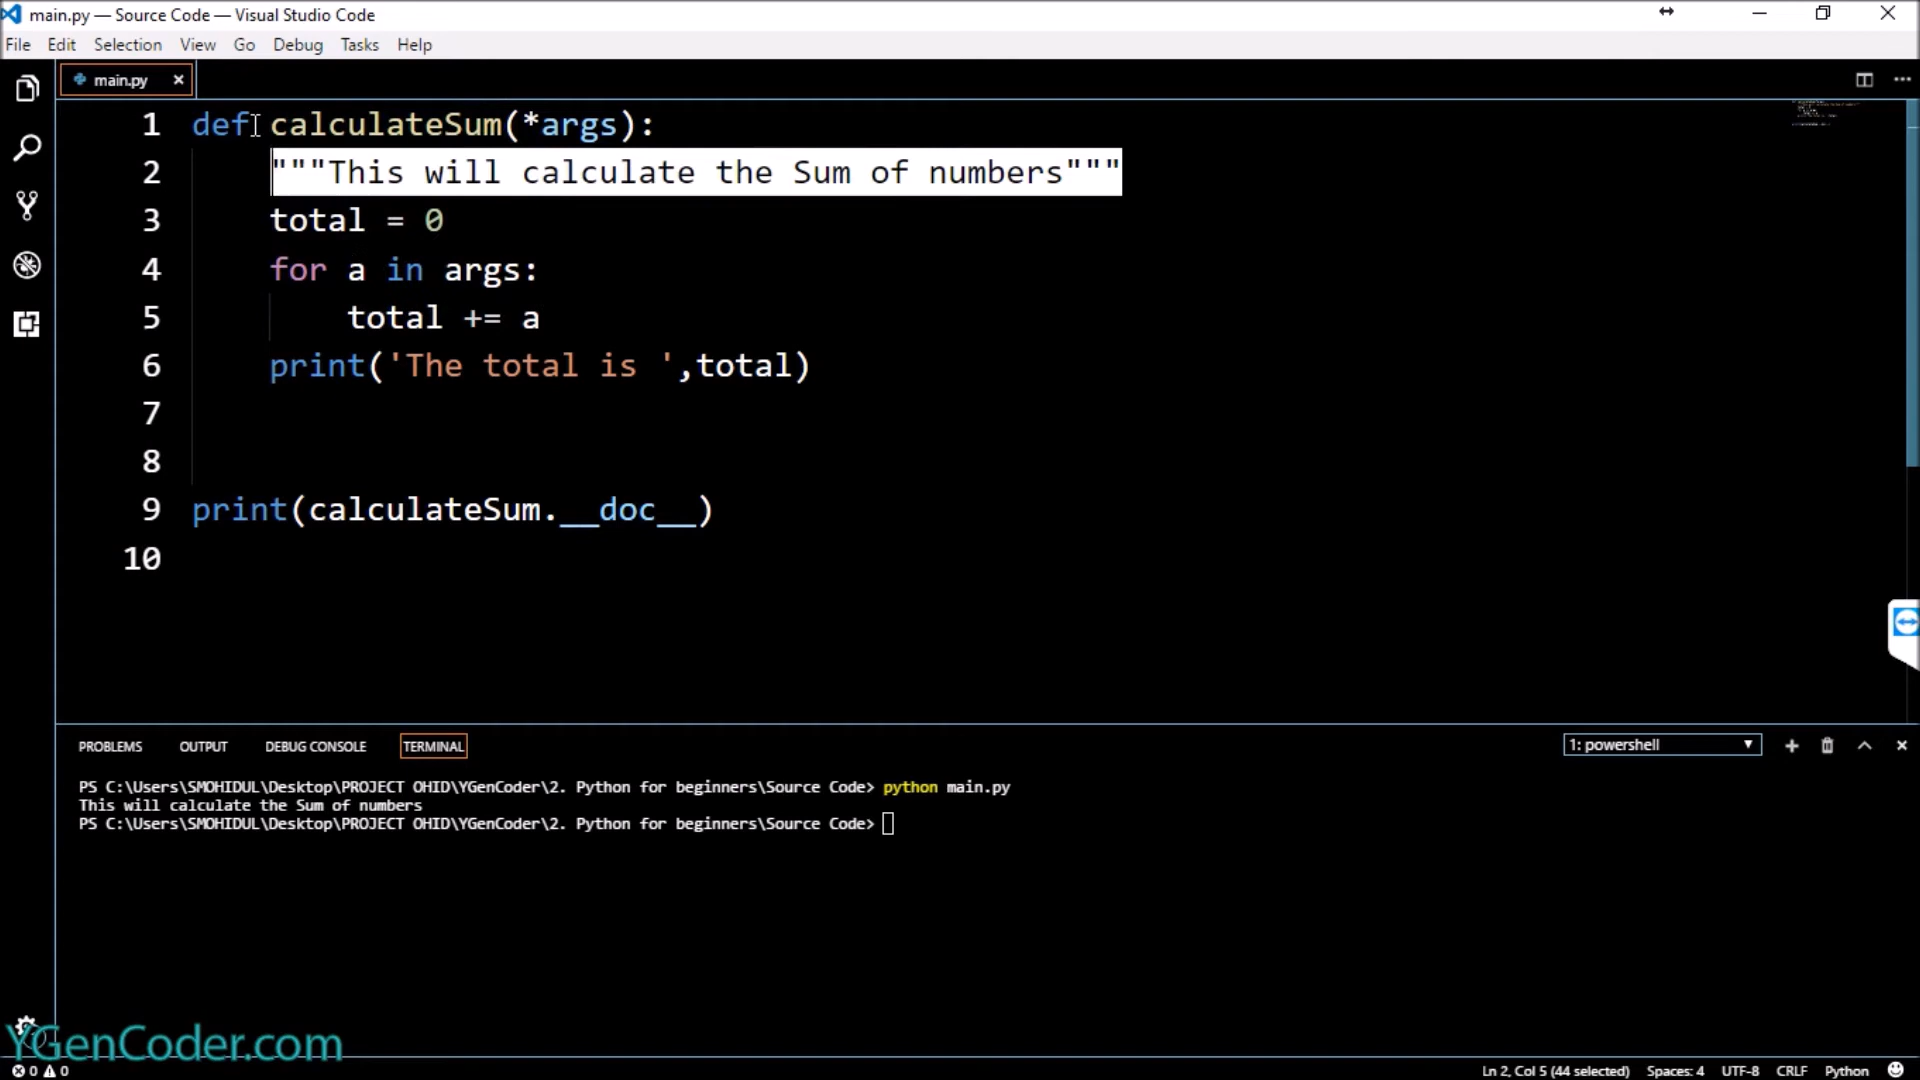 main.py — Source Code — Visual Studio Code
File Edit Selection View Go Debug Tasks Help
main.py
1 def calculateSum(*args):
2 """This will calculate the Sum of numbers"""
3 total = 0
4 for a in args:
5 total += a
6 print('The total is ',total)
7
8
9 print(calculateSum.__doc__)
10
PROBLEMS OUTPUT DEBUG CONSOLE TERMINAL 1: powershell
PS C:\Users\SMOHIDUL\Desktop\PROJECT OHID\YGenCoder\2. Python for beginners\Source Code> python main.py
This will calculate the Sum of numbers
PS C:\Users\SMOHIDUL\Desktop\PROJECT OHID\YGenCoder\2. Python for beginners\Source Code>
YGenCoder.com
0 0 Ln 2, Col 5 (44 selected) Spaces: 4 UTF-8 CRLF Python